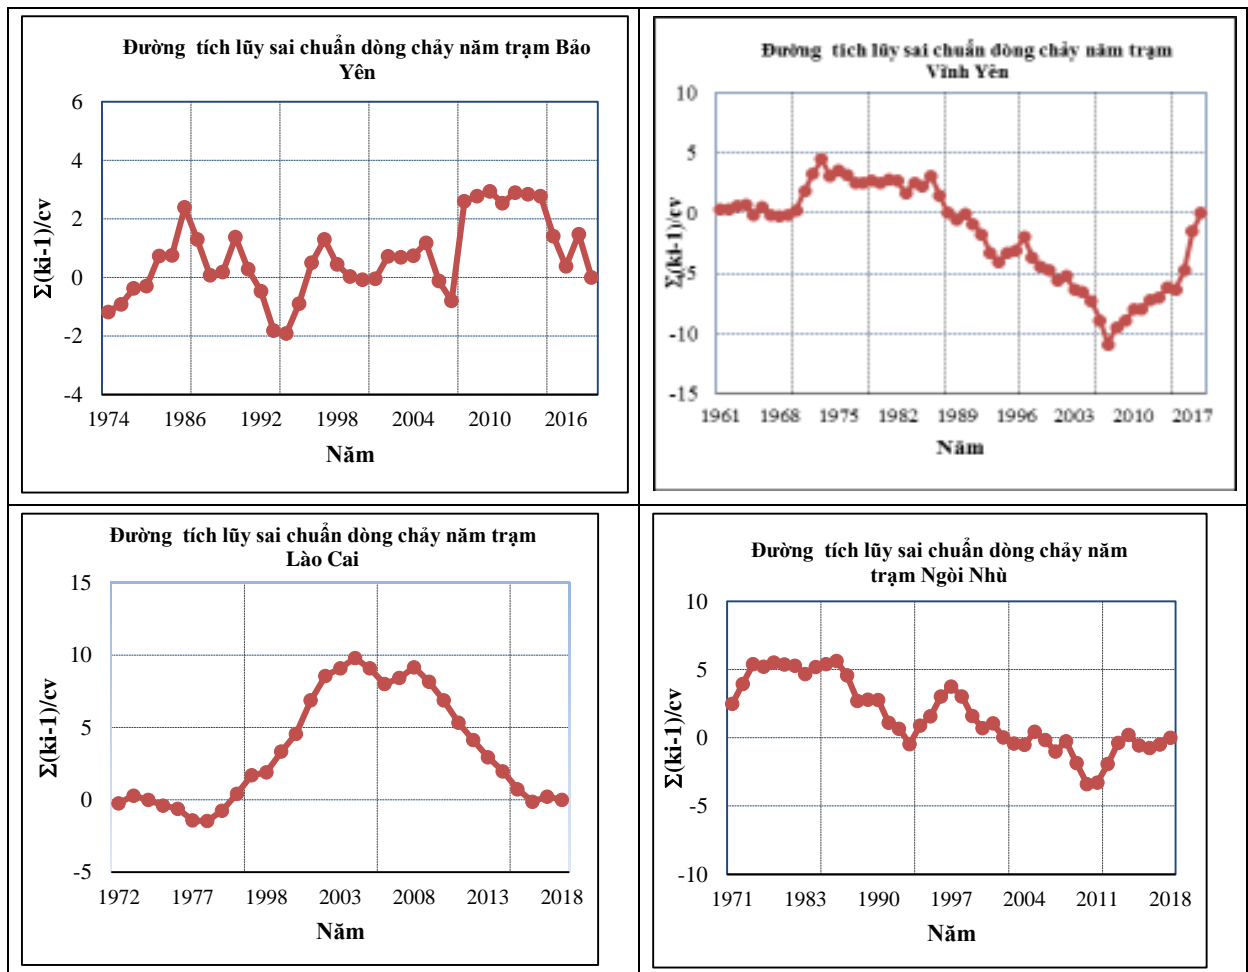 Đường tích lũy sai chuẩn dòng chảy năm trạm Bảo
Yên
6
4
2
0
-2
-4
Σ(ki-1)/cv
1974 1986 1992 1998 2004 2010 2016
Năm
Đường tích lũy sai chuẩn dòng chảy năm trạm
Vĩnh Yên
10
5
0
-5
-10
-15
Σ(ki-1)/cv
1961 1968 1975 1982 1989 1996 2003 2010 2017
Năm
Đường tích lũy sai chuẩn dòng chảy năm trạm
Lào Cai
15
10
5
0
-5
Σ(ki-1)/cv
1972 1977 1998 2003 2008 2013 2018
Năm
Đường tích lũy sai chuẩn dòng chảy năm
trạm Ngòi Nhù
10
5
0
-5
-10
Σ(ki-1)/cv
1971 1983 1990 1997 2004 2011 2018
Năm